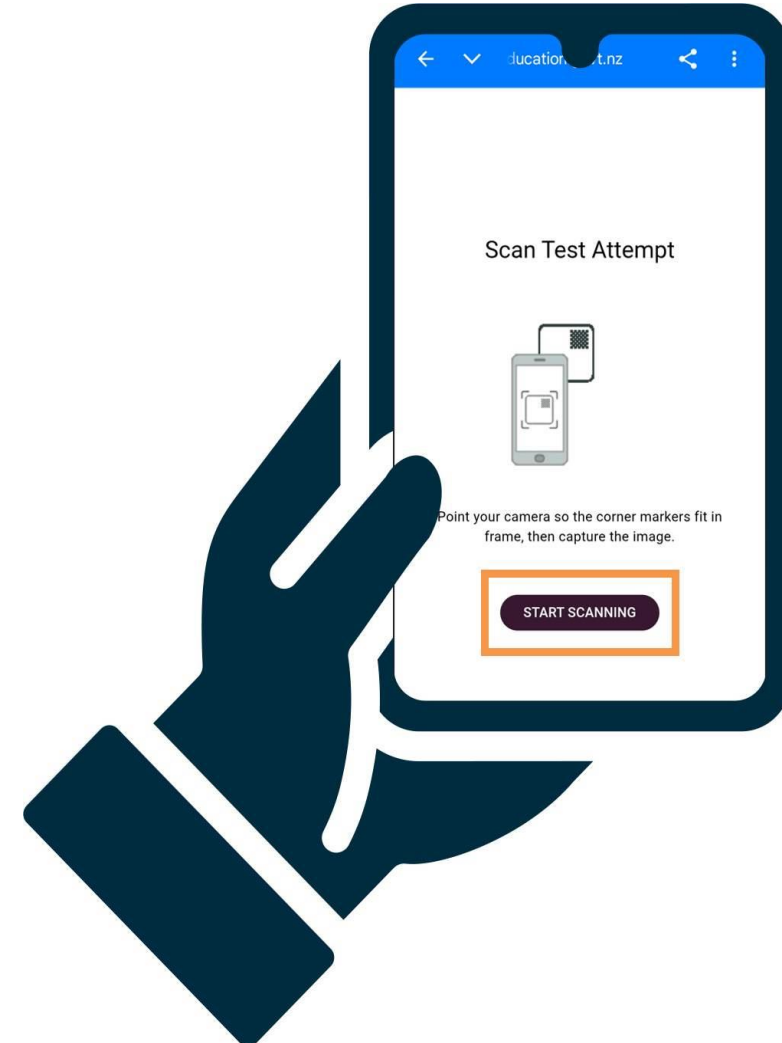 Scan Test Attempt
Point your camera so the corner markers fit in
frame, then capture the image.
START SCANNING